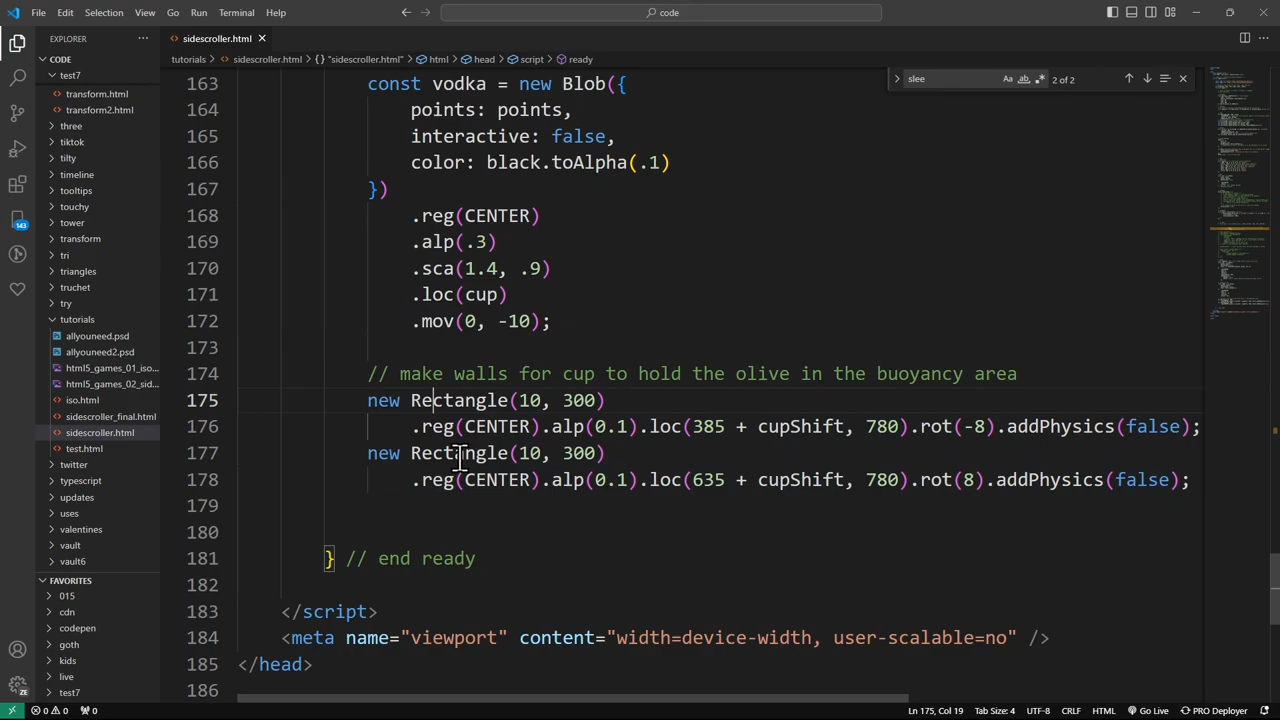 File Edit Selection View Go Run Terminal Help
code
EXPLORER
CODE
test7
transform.html
transform2.html
three
tiktok
tilty
timeline
tooltips
touchy
tower
transform
tri
triangles
truchet
try
tutorials
allyouneed.psd
allyouneed2.psd
html5_games_01_iso...
html5_games_02_sid...
iso.html
sidescroller_final.html
sidescroller.html
test.html
twitter
typescript
updates
uses
valentines
vault
vault6
FAVORITES
015
cdn
codepen
goth
kids
live
test7
143
ZE
sidescroller.html
tutorials > sidescroller.html > "sidescroller.html" > html > head > script > ready
slee
Aa ab
2 of 2
163 const vodka = new Blob({
164 points: points,
165 interactive: false,
166 color: black.toAlpha(.1)
167 })
168 .reg(CENTER)
169 .alp(.3)
170 .sca(1.4, .9)
171 .loc(cup)
172 .mov(0, -10);
173
174 // make walls for cup to hold the olive in the buoyancy area
175 new Rectangle(10, 300)
176 .reg(CENTER).alp(0.1).loc(385 + cupShift, 780).rot(-8).addPhysics(false);
177 new Rectangle(10, 300)
178 .reg(CENTER).alp(0.1).loc(635 + cupShift, 780).rot(8).addPhysics(false);
179
180
181 } // end ready
182
183 </script>
184 <meta name="viewport" content="width=device-width, user-scalable=no" />
185 </head>
186
0 0 0
Ln 175, Col 19 Tab Size: 4 UTF-8 CRLF HTML Go Live PRO Deployer